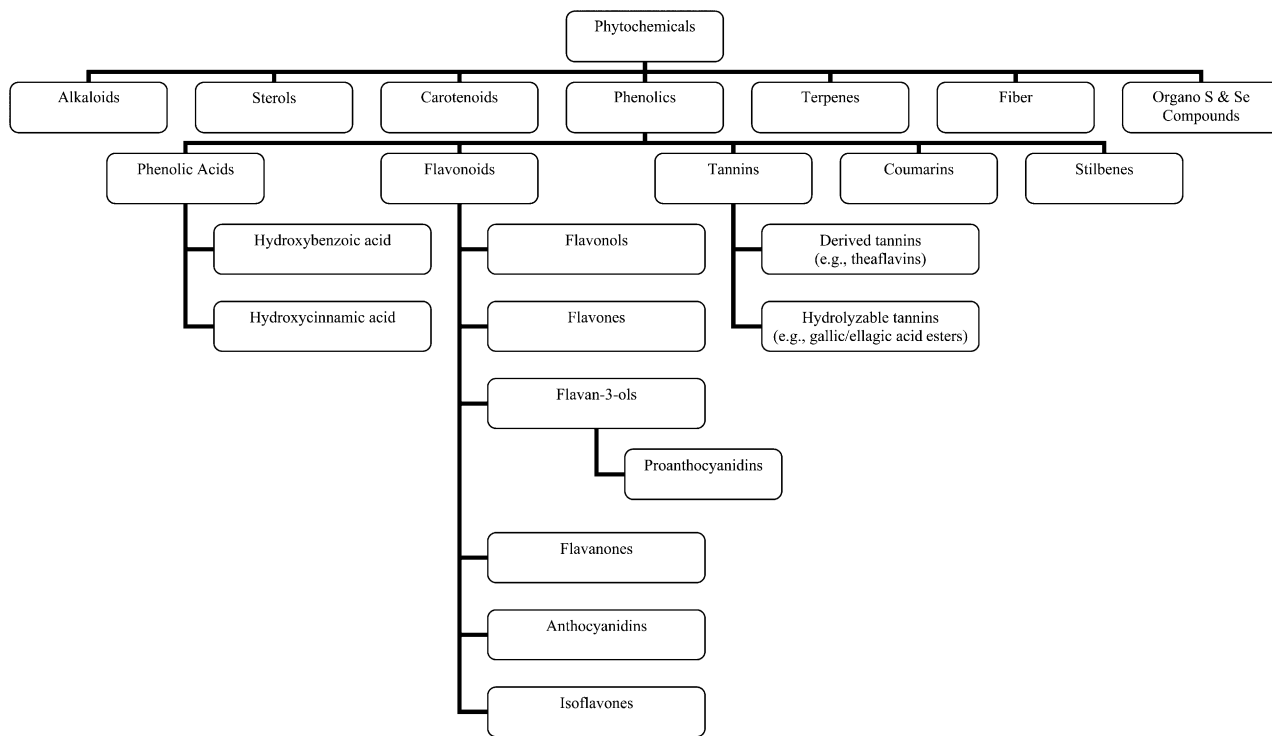 Phytochemicals
Alkaloids
Sterols
Carotenoids
Phenolics
Terpenes
Fiber
Organo S & Se
Compounds
Phenolic Acids
Flavonoids
Tannins
Coumarins
Stilbenes
Hydroxybenzoic acid
Hydroxycinnamic acid
Flavonols
Flavones
Flavan-3-ols
Proanthocyanidins
Flavanones
Anthocyanidins
Isoflavones
Derived tannins
(e.g., theaflavins)
Hydrolyzable tannins
(e.g., gallic/ellagic acid esters)